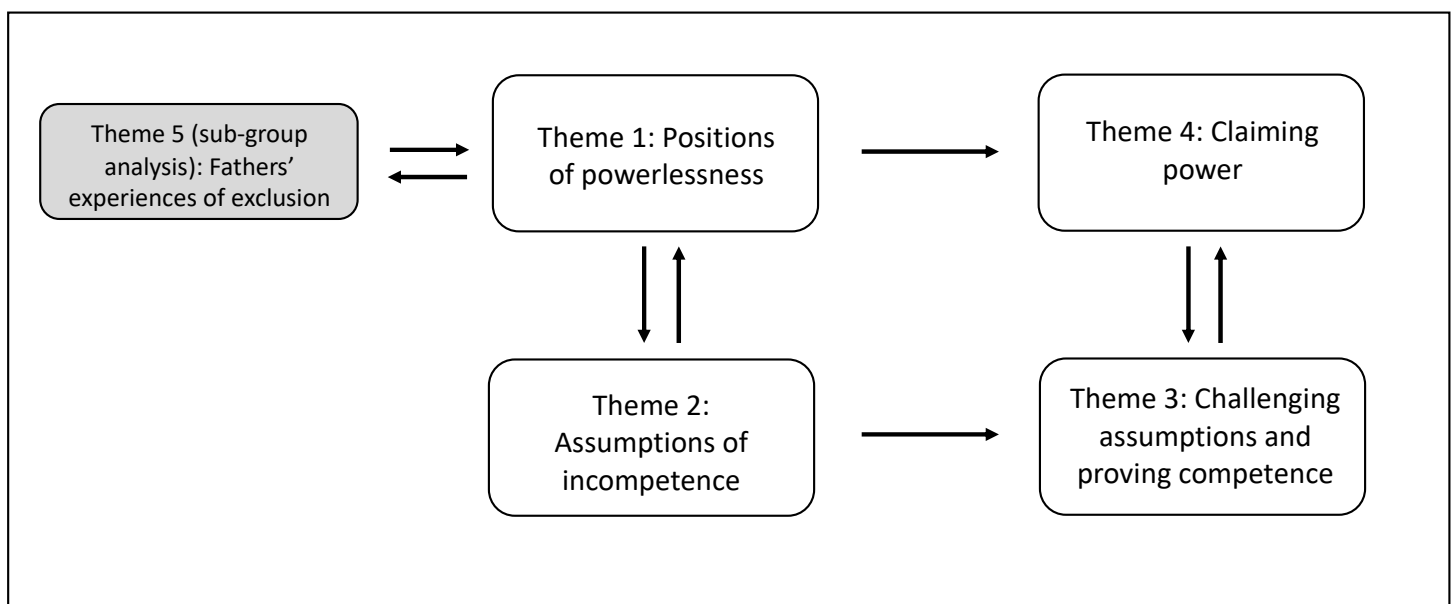 Theme 5 (sub-group
analysis): Fathers’
experiences of exclusion
Theme 1: Positions
of powerlessness
Theme 4: Claiming
power
Theme 2:
Assumptions of
incompetence
Theme 3: Challenging
assumptions and
proving competence